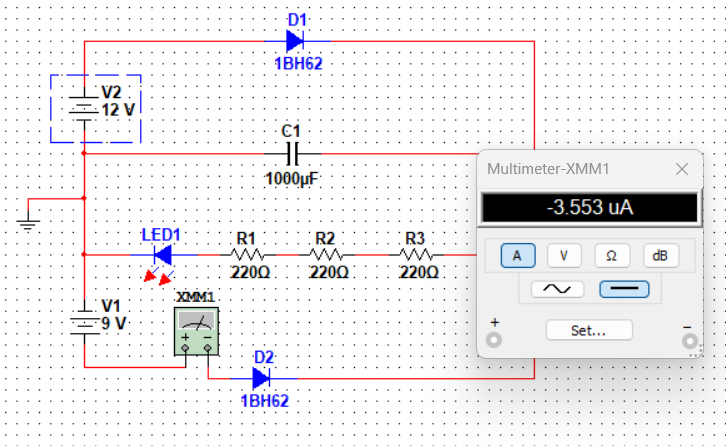 D1
1BH62
V2
12 V
C1
1000µF
Multimeter-XMM1
-3.553 uA
A V Ω dB
+ Set... -
LED1 R1 R2 R3
220Ω 220Ω 220Ω
V1
9 V
XMM1
+ -
D2
1BH62